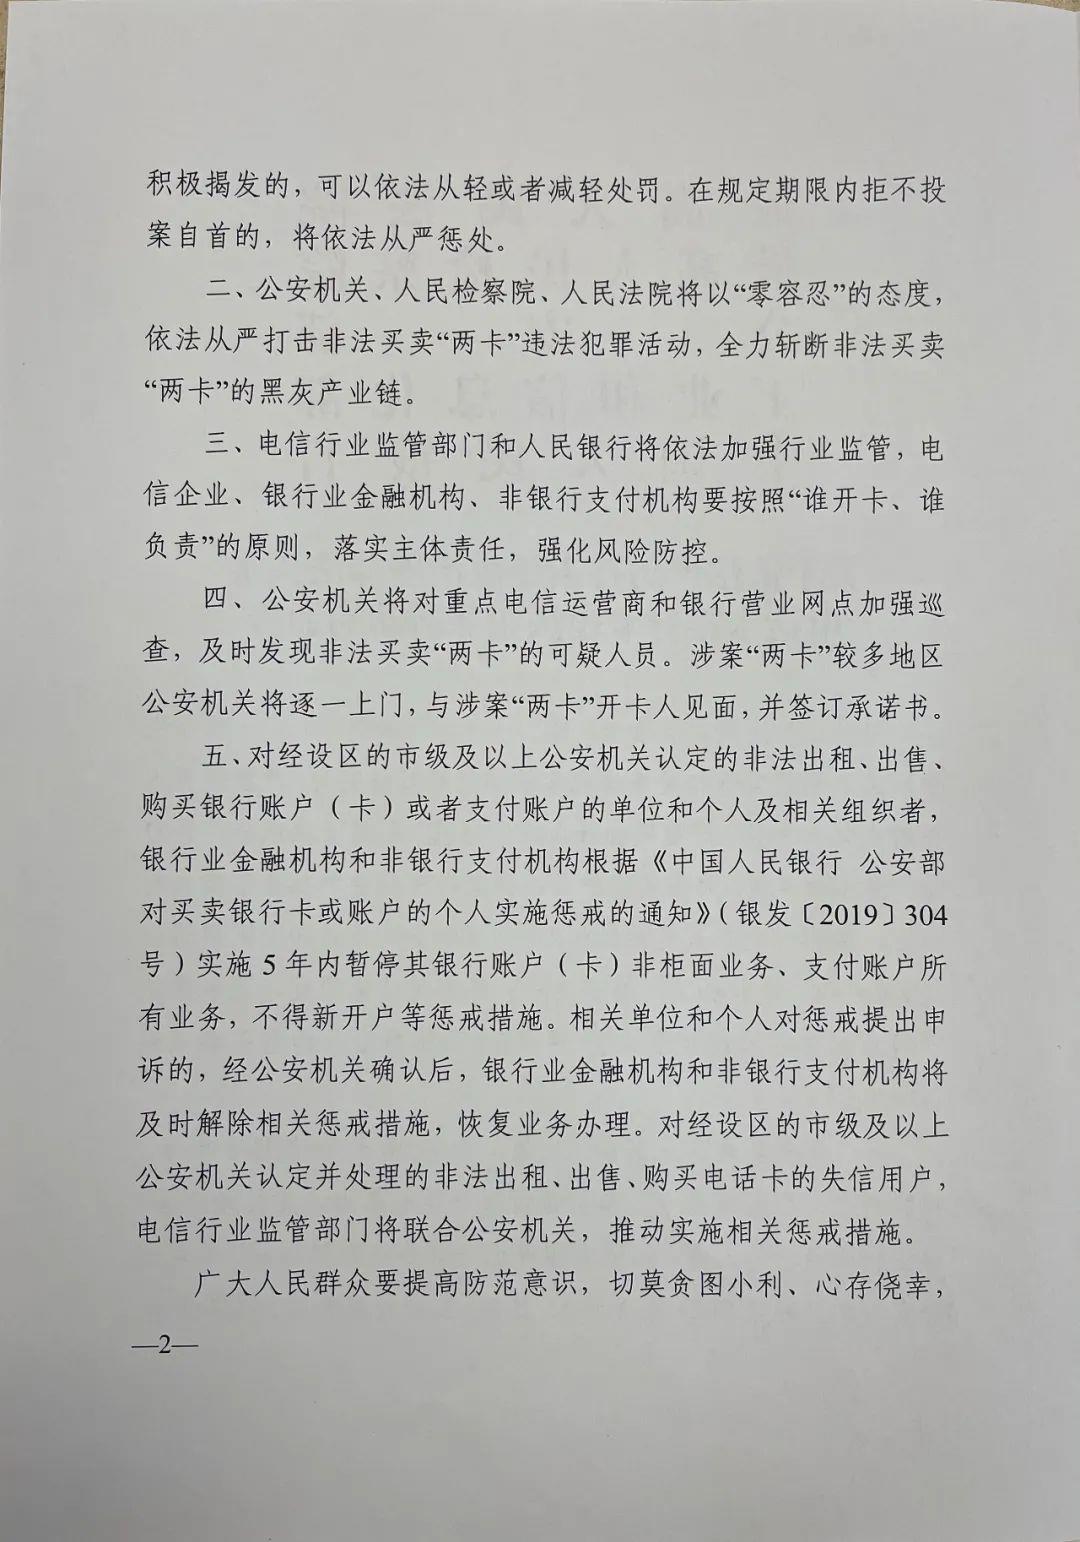 积极揭发的，可以依法从轻或者减轻处罚。在规定期限内拒不投
案自首的，将依法从严惩处。
二、公安机关、人民检察院、人民法院将以“零容忍”的态度，
依法从严打击非法买卖“两卡”违法犯罪活动，全力斩断非法买卖
“两卡”的黑灰产业链。
三、电信行业监管部门和人民银行将依法加强行业监管，电
信企业、银行业金融机构、非银行支付机构要按照“谁开卡、谁
负责”的原则，落实主体责任，强化风险防控。
四、公安机关将对重点电信运营商和银行营业网点加强巡
查，及时发现非法买卖“两卡”的可疑人员。涉案“两卡”较多地区
公安机关将逐一上门，与涉案“两卡”开卡人见面，并签订承诺书。
五、对经设区的市级及以上公安机关认定的非法出租、出售、
购买银行账户（卡）或者支付账户的单位和个人及相关组织者，
银行业金融机构和非银行支付机构根据《中国人民银行 公安部
对买卖银行卡或账户的个人实施惩戒的通知》（银发〔2019〕304
号）实施 5 年内暂停其银行账户（卡）非柜面业务、支付账户所
有业务，不得新开户等惩戒措施。相关单位和个人对惩戒提出申
诉的，经公安机关确认后，银行业金融机构和非银行支付机构将
及时解除相关惩戒措施，恢复业务办理。对经设区的市级及以上
公安机关认定并处理的非法出租、出售、购买电话卡的失信用户，
电信行业监管部门将联合公安机关，推动实施相关惩戒措施。
广大人民群众要提高防范意识，切莫贪图小利、心存侥幸，
—2—